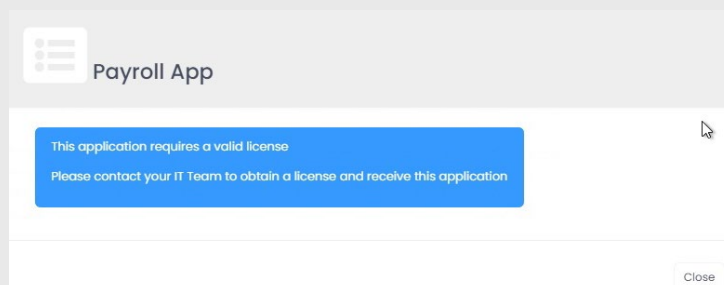 Payroll App
This application requires a valid license
Please contact your IT Team to obtain a license and receive this application
Close